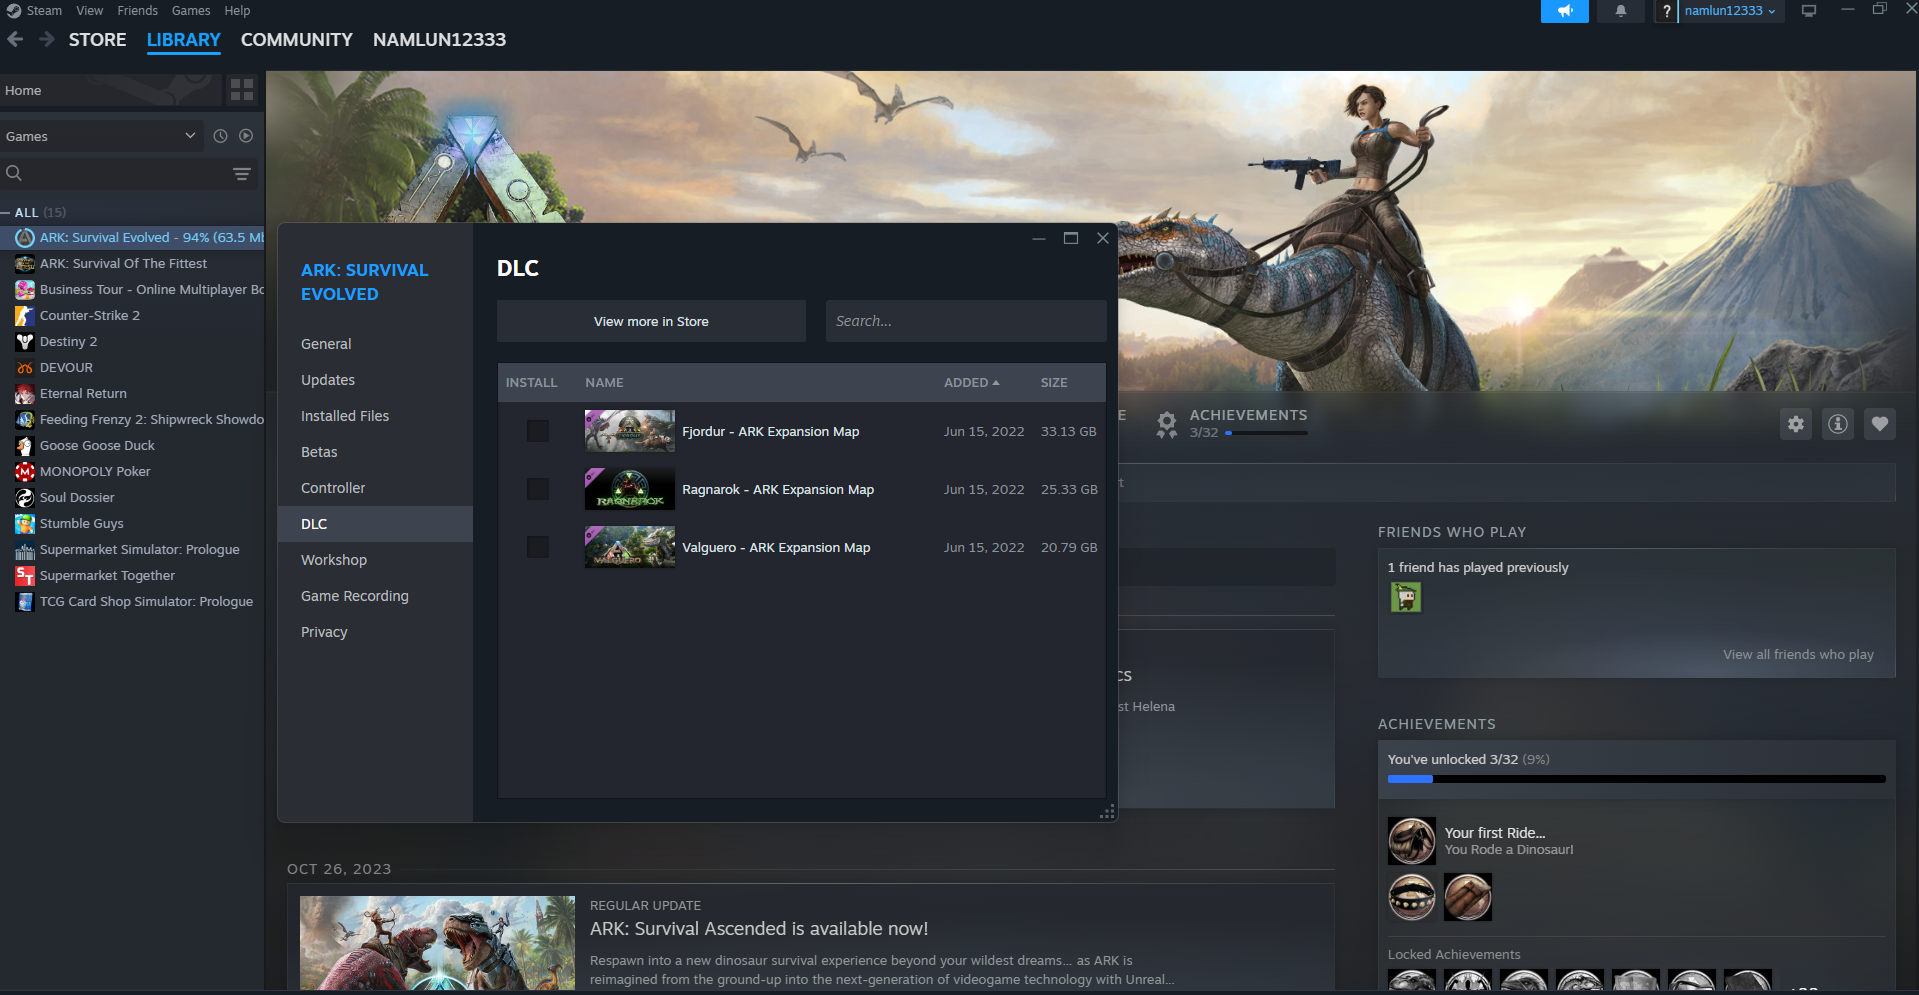 Steam View Friends Games Help
? namlun12333
STORE LIBRARY COMMUNITY NAMLUN12333
Home
Games
ALL (15)
ARK: Survival Evolved - 94% (63.5 Mb
ARK: Survival Of The Fittest
Business Tour - Online Multiplayer Bo
Counter-Strike 2
Destiny 2
DEVOUR
Eternal Return
Feeding Frenzy 2: Shipwreck Showdo
Goose Goose Duck
MONOPOLY Poker
Soul Dossier
Stumble Guys
Supermarket Simulator: Prologue
Supermarket Together
TCG Card Shop Simulator: Prologue
ARK: SURVIVAL
EVOLVED
General
Updates
Installed Files
Betas
Controller
DLC
Workshop
Game Recording
Privacy
DLC
View more in Store
Search...
INSTALL NAME ADDED SIZE
Fjordur - ARK Expansion Map Jun 15, 2022 33.13 GB
RAGNAROK
Ragnarok - ARK Expansion Map Jun 15, 2022 25.33 GB
VALGUERO
Valguero - ARK Expansion Map Jun 15, 2022 20.79 GB
E
ACHIEVEMENTS
3/32
t
cs
st Helena
FRIENDS WHO PLAY
1 friend has played previously
View all friends who play
ACHIEVEMENTS
You've unlocked 3/32 (9%)
Your first Ride...
You Rode a Dinosaur!
Locked Achievements
OCT 26, 2023
REGULAR UPDATE
ARK: Survival Ascended is available now!
Respawn into a new dinosaur survival experience beyond your wildest dreams... as ARK is
reimagined from the ground-up into the next-generation of videogame technology with Unreal...